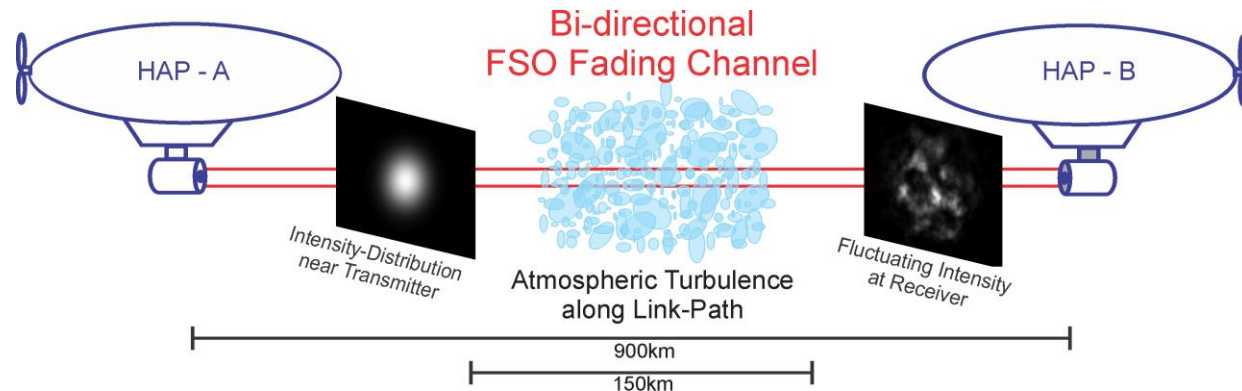 Bi-directional
FSO Fading Channel
HAP - A
HAP - B
Intensity-Distribution
near Transmitter
Atmospheric Turbulence
along Link-Path
Fluctuating Intensity
at Receiver
900km
150km